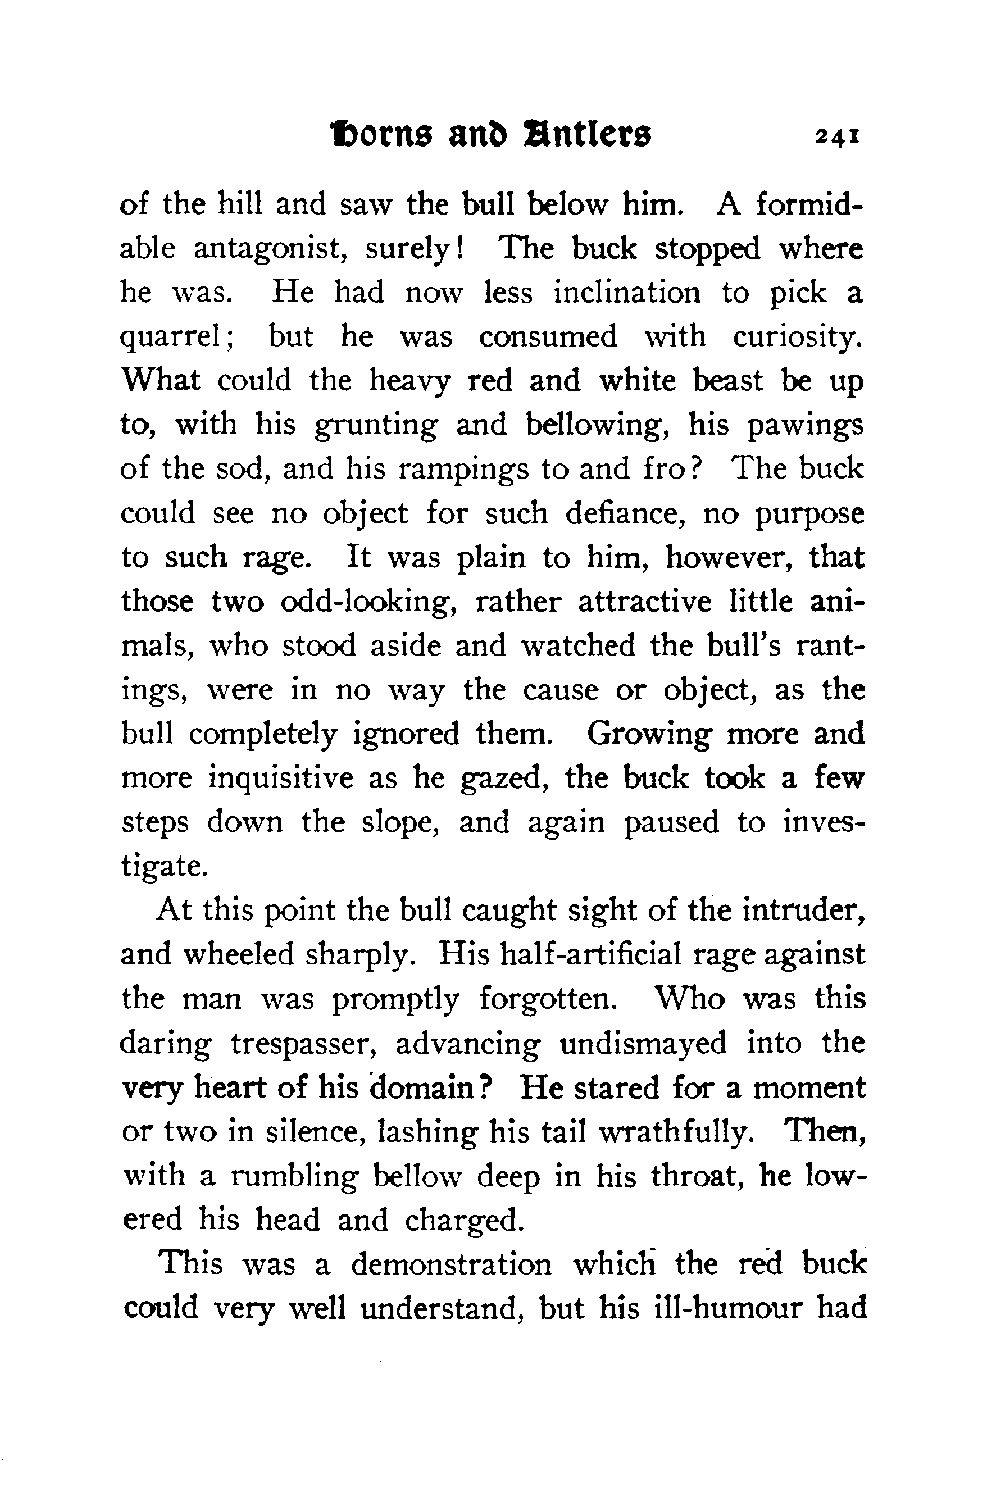 Horns and Antlers 241
of the hill and saw the bull below him. A formid-
able antagonist, surely! The buck stopped where
he was. He had now less inclination to pick a
quarrel; but he was consumed with curiosity.
What could the heavy red and white beast be up
to, with his grunting and bellowing, his pawings
of the sod, and his rampings to and fro? The buck
could see no object for such defiance, no purpose
to such rage. It was plain to him, however, that
those two odd-looking, rather attractive little ani-
mals, who stood aside and watched the bull's rant-
ings, were in no way the cause or object, as the
bull completely ignored them. Growing more and
more inquisitive as he gazed, the buck took a few
steps down the slope, and again paused to inves-
tigate.
At this point the bull caught sight of the intruder,
and wheeled sharply. His half-artificial rage against
the man was promptly forgotten. Who was this
daring trespasser, advancing undismayed into the
very heart of his domain? He stared for a moment
or two in silence, lashing his tail wrathfully. Then,
with a rumbling bellow deep in his throat, he low-
ered his head and charged.
This was a demonstration which the red buck
could very well understand, but his ill-humour had